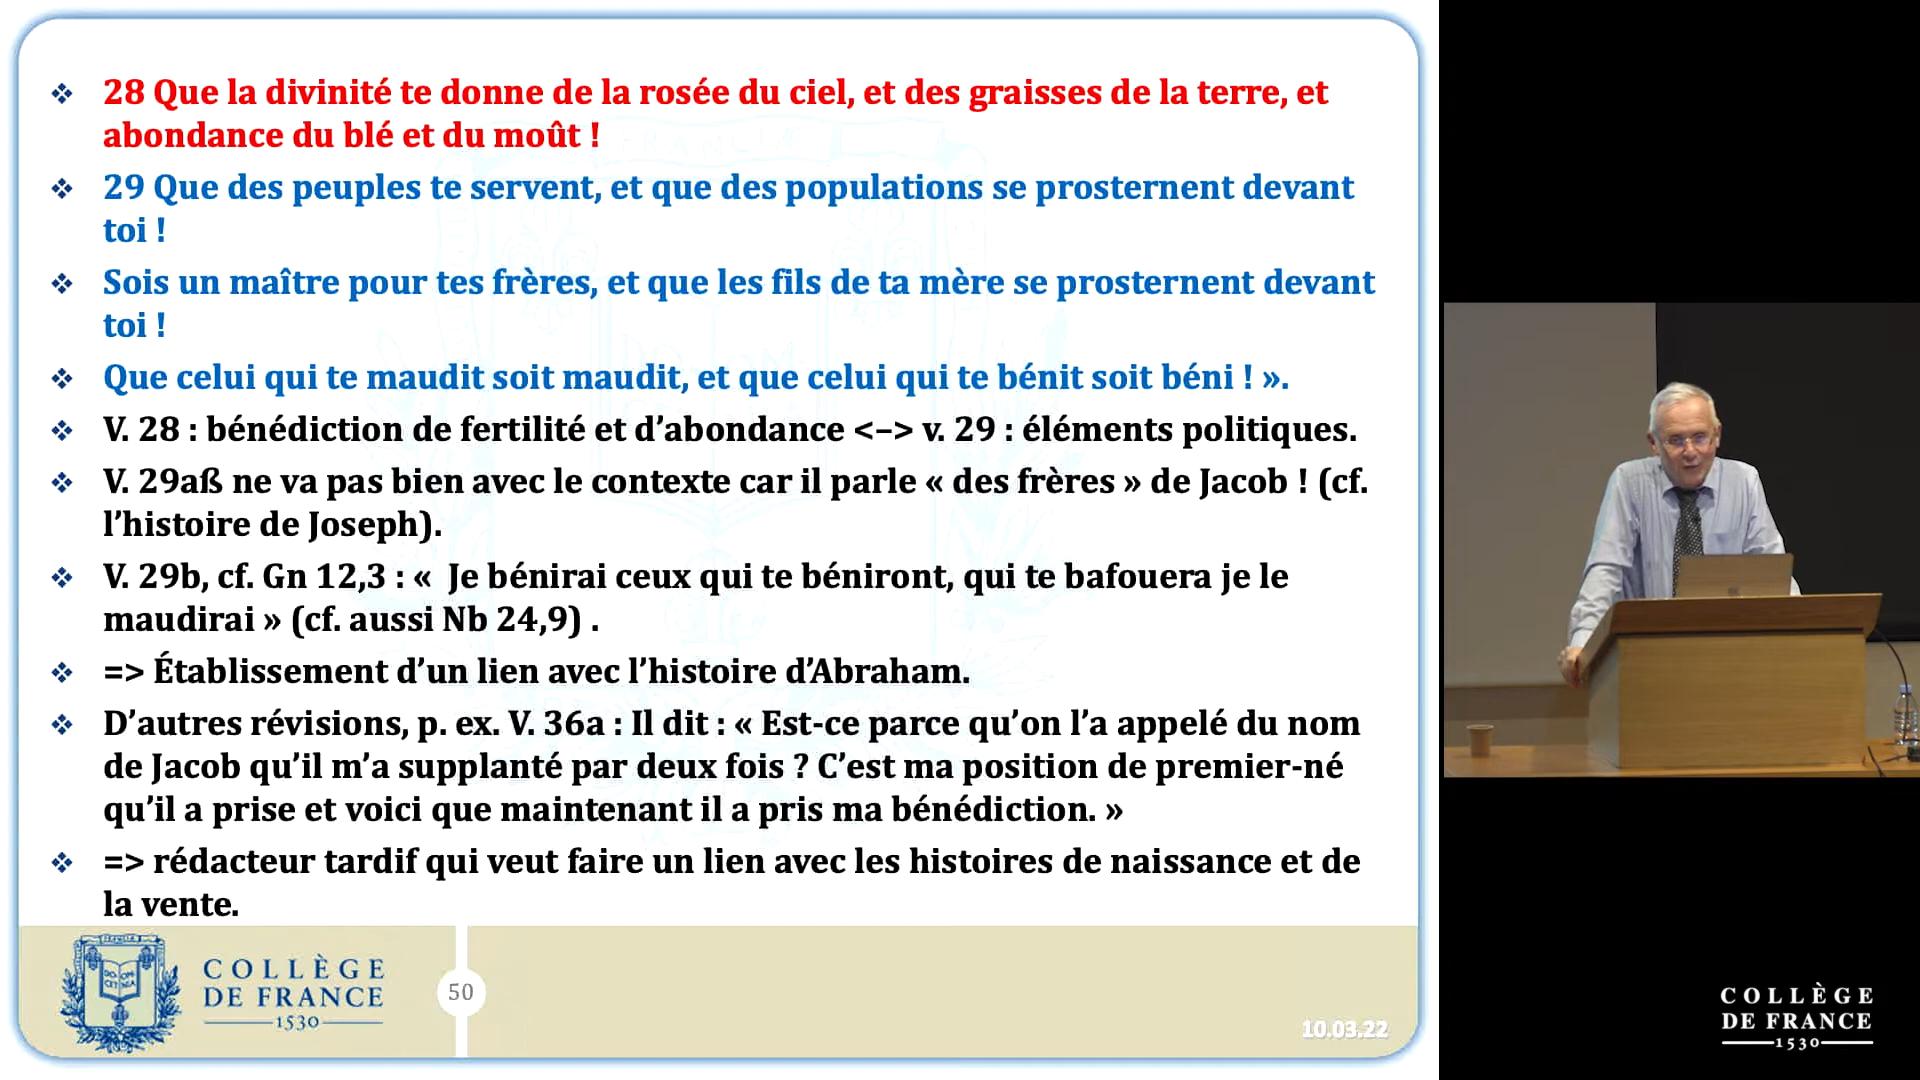 28 Que la divinité te donne de la rosée du ciel, et des graisses de la terre, et
abondance du blé et du moût !
29 Que des peuples te servent, et que des populations se prosternent devant
toi !
Sois un maître pour tes frères, et que les fils de ta mère se prosternent devant
toi !
Que celui qui te maudit soit maudit, et que celui qui te bénit soit béni ! ».
V. 28 : bénédiction de fertilité et d’abondance <–> v. 29 : éléments politiques.
V. 29aß ne va pas bien avec le contexte car il parle « des frères » de Jacob ! (cf.
l’histoire de Joseph).
V. 29b, cf. Gn 12,3 : «  Je bénirai ceux qui te béniront, qui te bafouera je le
maudirai » (cf. aussi Nb 24,9) .
=> Établissement d’un lien avec l’histoire d’Abraham.
D’autres révisions, p. ex. V. 36a : Il dit : « Est-ce parce qu’on l’a appelé du nom
de Jacob qu’il m’a supplanté par deux fois ? C’est ma position de premier-né
qu’il a prise et voici que maintenant il a pris ma bénédiction. »
=> rédacteur tardif qui veut faire un lien avec les histoires de naissance et de
la vente.
COLLÈGE
DE FRANCE
1530
50
10.03.22
COLLÈGE
DE FRANCE
1530